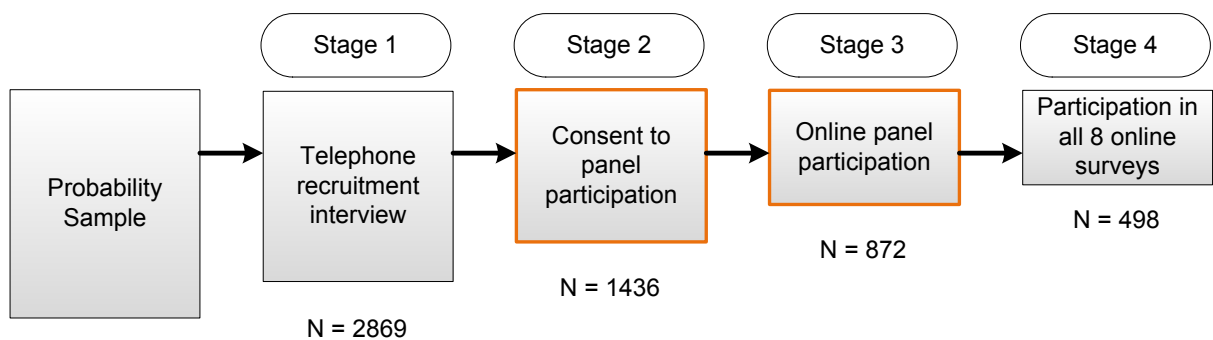 Stage 1
Stage 2
Stage 3
Stage 4
Probability
Sample
Telephone
recruitment
interview
Consent to
panel
participation
Online panel
participation
Participation in
all 8 online
surveys
N = 2869
N = 1436
N = 872
N = 498